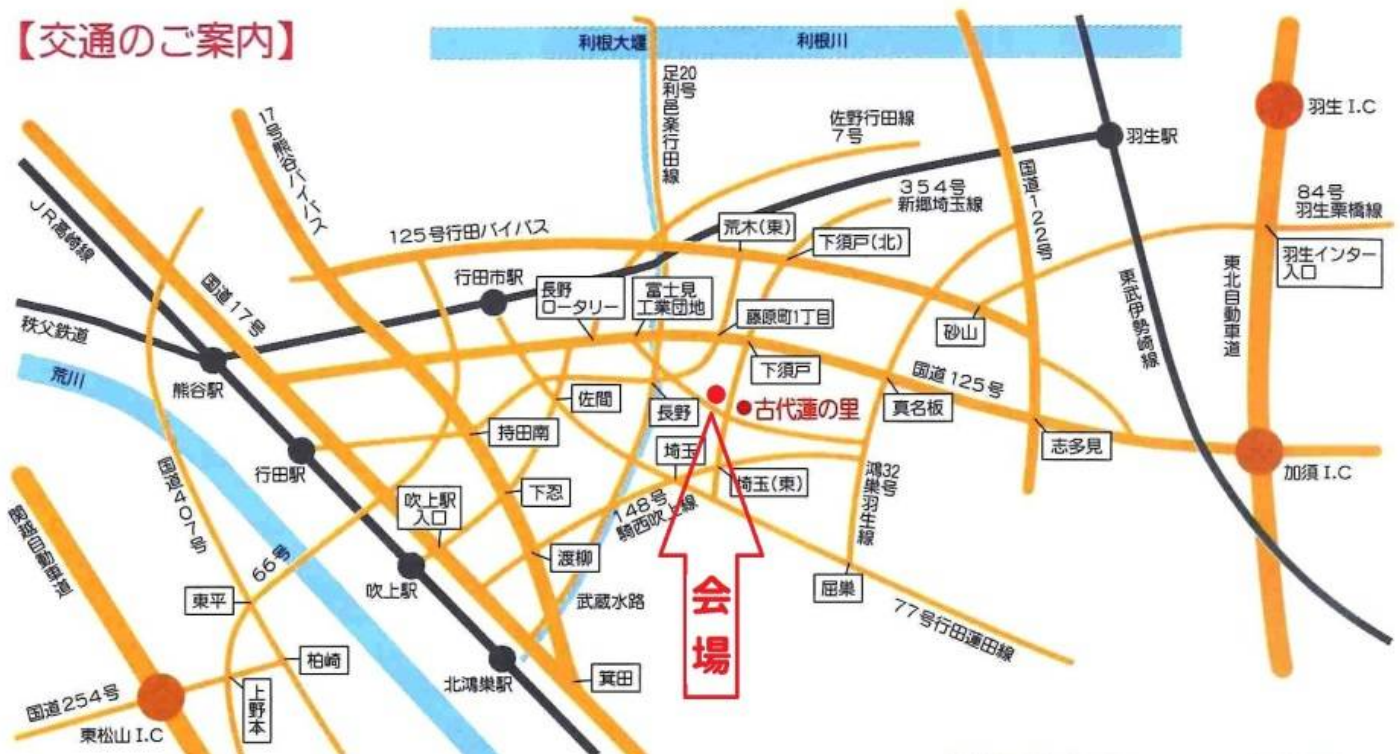 【交通のご案内】
利根大堰
利根川
20号
足利邑楽行田線
17号熊谷バイパス
佐野行田線
7号
羽生駅
羽生I.C
354号
新郷埼玉線
国道122号
84号
羽生栗橋線
JR高崎線
125号行田バイパス
荒木(東)
下須戸(北)
国道17号
行田市駅
長野
ロータリー
富士見
工業団地
藤原町1丁目
東武伊勢崎線
東北自動車道
羽生インター
入口
秩父鉄道
砂山
熊谷駅
荒川
下須戸
国道125号
佐間
長野
古代蓮の里
真名板
持田南
志多見
行田駅
国道407号
埼玉
埼玉(東)
32号
鴻巣羽生線
加須I.C
関越自動車道
吹上駅
入口
下忍
148号
騎西吹上線
66号
渡柳
会場
東平
吹上駅
武蔵水路
屈巣
77号行田蓮田線
柏崎
北鴻巣駅
箕田
国道254号
上野本
東松山I.C